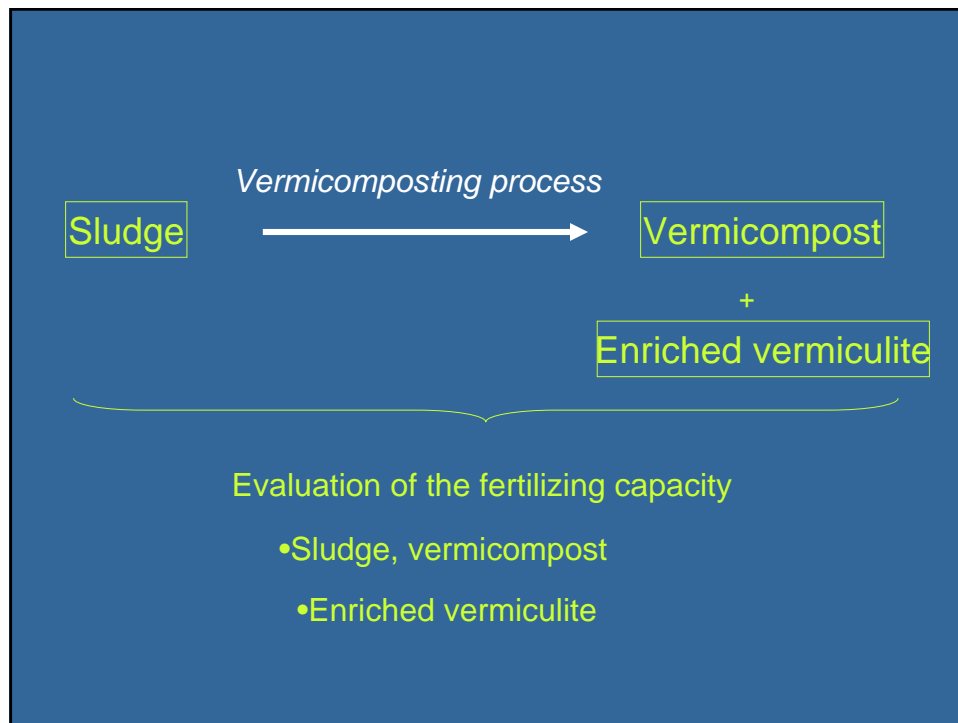 Vermicomposting process
Sludge Vermicompost
+
Enriched vermiculite
Evaluation of the fertilizing capacity
•Sludge, vermicompost
•Enriched vermiculite